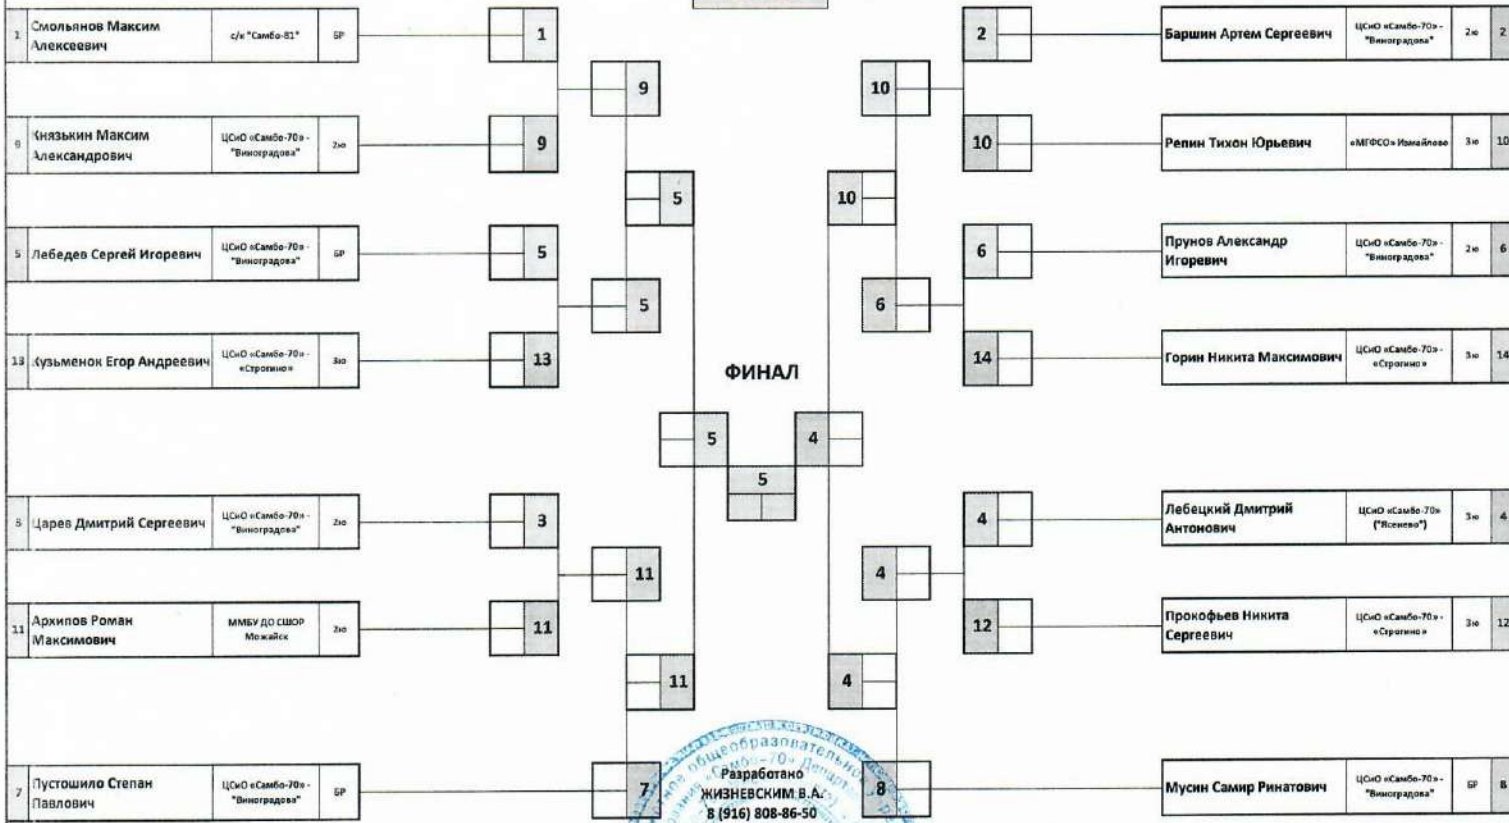 1 Смольянов Максим Алексеевич с/к "Самбо-81" БР 1
9 Князькин Максим Александрович ЦСиО «Самбо-70» - "Виноградова" 2ю 9
9
5 Лебедев Сергей Игоревич ЦСиО «Самбо-70» - "Виноградова" БР 5
13 Кузьменок Егор Андреевич ЦСиО «Самбо-70» - «Строгино» 3ю 13
5
5
3 Царев Дмитрий Сергеевич ЦСиО «Самбо-70» - "Виноградова" 2ю 3
11 Архипов Роман Максимович ММБУ ДО СШОР Можайск 2ю 11
11
11
7 Пустошило Степан Павлович ЦСиО «Самбо-70» - "Виноградова" БР 7
ФИНАЛ
5 4
5
2 Баршин Артем Сергеевич ЦСиО «Самбо-70» - "Виноградова" 2ю 2
10 Репин Тихон Юрьевич «МГФСО» Измайлово 3ю 10
10
10
6 Прунов Александр Игоревич ЦСиО «Самбо-70» - "Виноградова" 2ю 6
14 Горин Никита Максимович ЦСиО «Самбо-70» - «Строгино» 3ю 14
6
4 Лебецкий Дмитрий Антонович ЦСиО «Самбо-70» ("Ясенево") 3ю 4
12 Прокофьев Никита Сергеевич ЦСиО «Самбо-70» - «Строгино» 3ю 12
4
4
8 Мусин Самир Ринатович ЦСиО «Самбо-70» - "Виноградова" БР 8
Разработано
ЖИЗНЕВСКИМ В.А.
8 (916) 808-86-50
общеобразовательное
«Самбо-70»